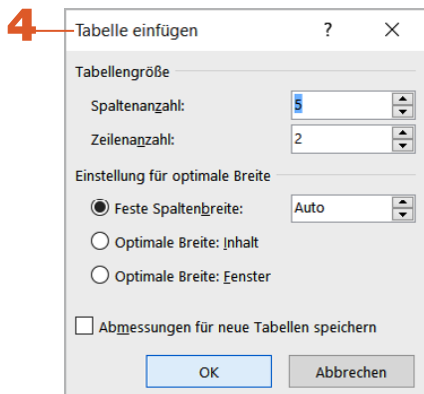 4
Tabelle einfügen ? ×
Tabellengröße
Spaltenanzahl: 5
Zeilenanzahl: 2
Einstellung für optimale Breite
Feste Spaltenbreite: Auto
Optimale Breite: Inhalt
Optimale Breite: Fenster
Abmessungen für neue Tabellen speichern
OK Abbrechen